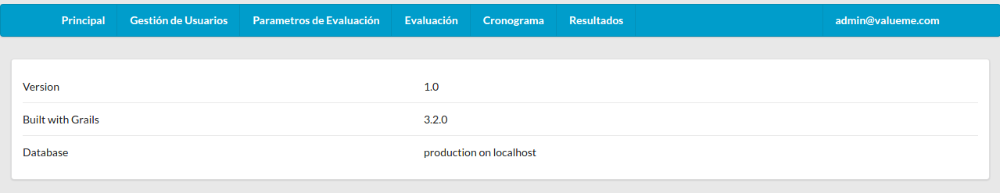 Principal Gestión de Usuarios Parametros de Evaluación Evaluación Cronograma Resultados admin@valueme.com
Version 1.0
Built with Grails 3.2.0
Database production on localhost